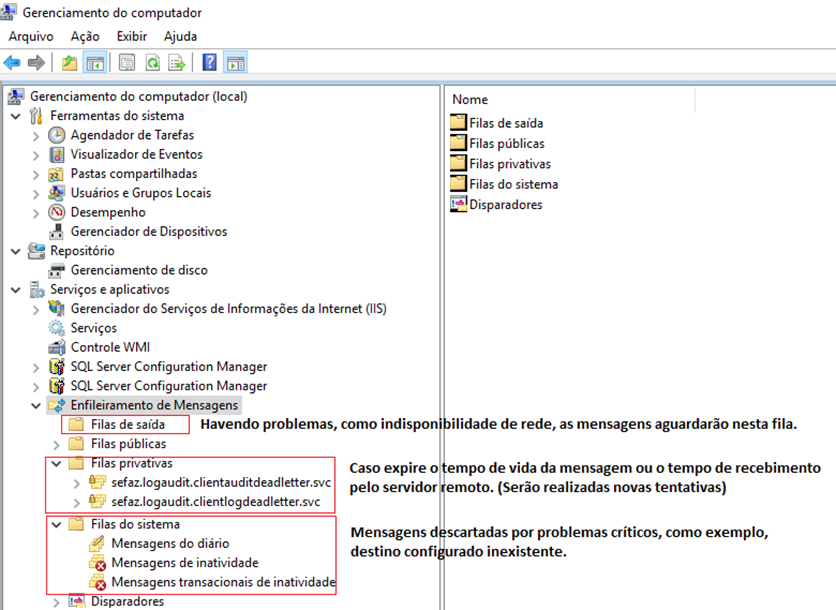 Gerenciamento do computador
Arquivo Ação Exibir Ajuda
Gerenciamento do computador (local)
Ferramentas do sistema
Agendador de Tarefas
Visualizador de Eventos
Pastas compartilhadas
Usuários e Grupos Locais
Desempenho
Gerenciador de Dispositivos
Repositório
Gerenciamento de disco
Serviços e aplicativos
Gerenciador do Serviços de Informações da Internet (IIS)
Serviços
Controle WMI
SQL Server Configuration Manager
SQL Server Configuration Manager
Enfileiramento de Mensagens
Filas de saída
Filas públicas
Filas privativas
sefaz.logaudit.clientauditdeadletter.svc
sefaz.logaudit.clientlogdeadletter.svc
Filas do sistema
Mensagens do diário
Mensagens de inatividade
Mensagens transacionais de inatividade
Disparadores
Nome
Filas de saída
Filas públicas
Filas privativas
Filas do sistema
Disparadores
Havendo problemas, como indisponibilidade de rede, as mensagens aguardarão nesta fila.
Caso expire o tempo de vida da mensagem ou o tempo de recebimento
pelo servidor remoto. (Serão realizadas novas tentativas)
Mensagens descartadas por problemas críticos, como exemplo,
destino configurado inexistente.